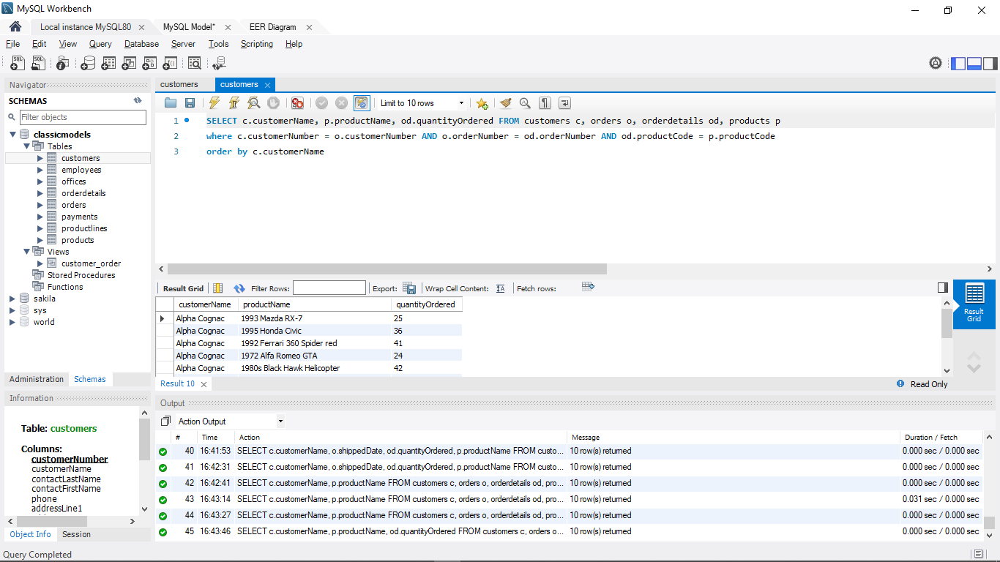 MySQL Workbench
Local instance MySQL80
MySQL Model*
EER Diagram
File Edit View Query Database Server Tools Scripting Help
Navigator
SCHEMAS
Filter objects
classicmodels
Tables
customers
employees
offices
orderdetails
orders
payments
productlines
products
Views
customer_order
Stored Procedures
Functions
sakila
sys
world
Administration Schemas
Information
Table: customers
Columns:
customerNumber
customerName
contactLastName
contactFirstName
phone
addressLine1
Object Info Session
customers customers
Limit to 10 rows
1 SELECT c.customerName, p.productName, od.quantityOrdered FROM customers c, orders o, orderdetails od, products p
2 where c.customerNumber = o.customerNumber AND o.orderNumber = od.orderNumber AND od.productCode = p.productCode
3 order by c.customerName
Result Grid Filter Rows: Export: Wrap Cell Content: Fetch rows:
customerName productName quantityOrdered
Alpha Cognac 1993 Mazda RX-7 25
Alpha Cognac 1995 Honda Civic 36
Alpha Cognac 1992 Ferrari 360 Spider red 41
Alpha Cognac 1972 Alfa Romeo GTA 24
Alpha Cognac 1980s Black Hawk Helicopter 42
Result
Grid
Result 10
Read Only
Output
Action Output
# Time Action Message Duration / Fetch
40 16:41:53 SELECT c.customerName, o.shippedDate, od.quantityOrdered, p.productName FROM custo... 10 row(s) returned 0.000 sec / 0.000 sec
41 16:42:31 SELECT c.customerName, o.shippedDate, od.quantityOrdered, p.productName FROM custo... 10 row(s) returned 0.000 sec / 0.000 sec
42 16:42:41 SELECT c.customerName, p.productName FROM customers c, orders o, orderdetails od, pro... 10 row(s) returned 0.000 sec / 0.000 sec
43 16:43:14 SELECT c.customerName, p.productName FROM customers c, orders o, orderdetails od, pro... 10 row(s) returned 0.031 sec / 0.000 sec
44 16:43:27 SELECT c.customerName, p.productName FROM customers c, orders o, orderdetails od, pro... 10 row(s) returned 0.000 sec / 0.000 sec
45 16:43:46 SELECT c.customerName, p.productName, od.quantityOrdered FROM customers c, orders o... 10 row(s) returned 0.000 sec / 0.000 sec
Query Completed